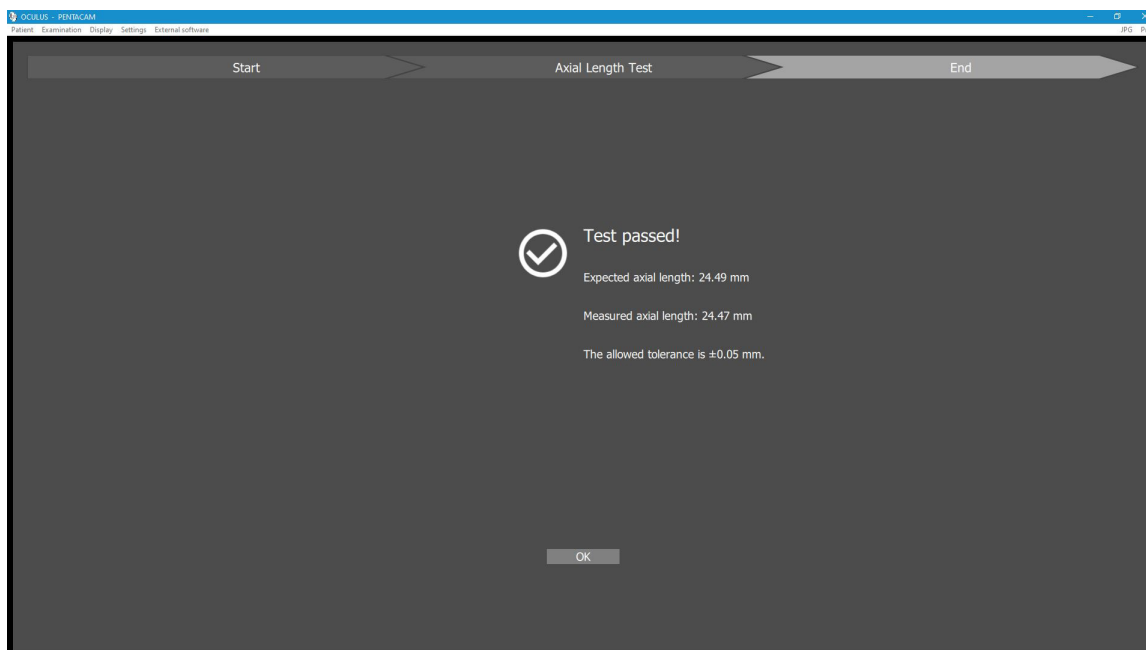 OCULUS - PENTACAM
Patient Examination Display Settings External software JPG
Start Axial Length Test End
Test passed!
Expected axial length: 24.49 mm
Measured axial length: 24.47 mm
The allowed tolerance is ±0.05 mm.
OK